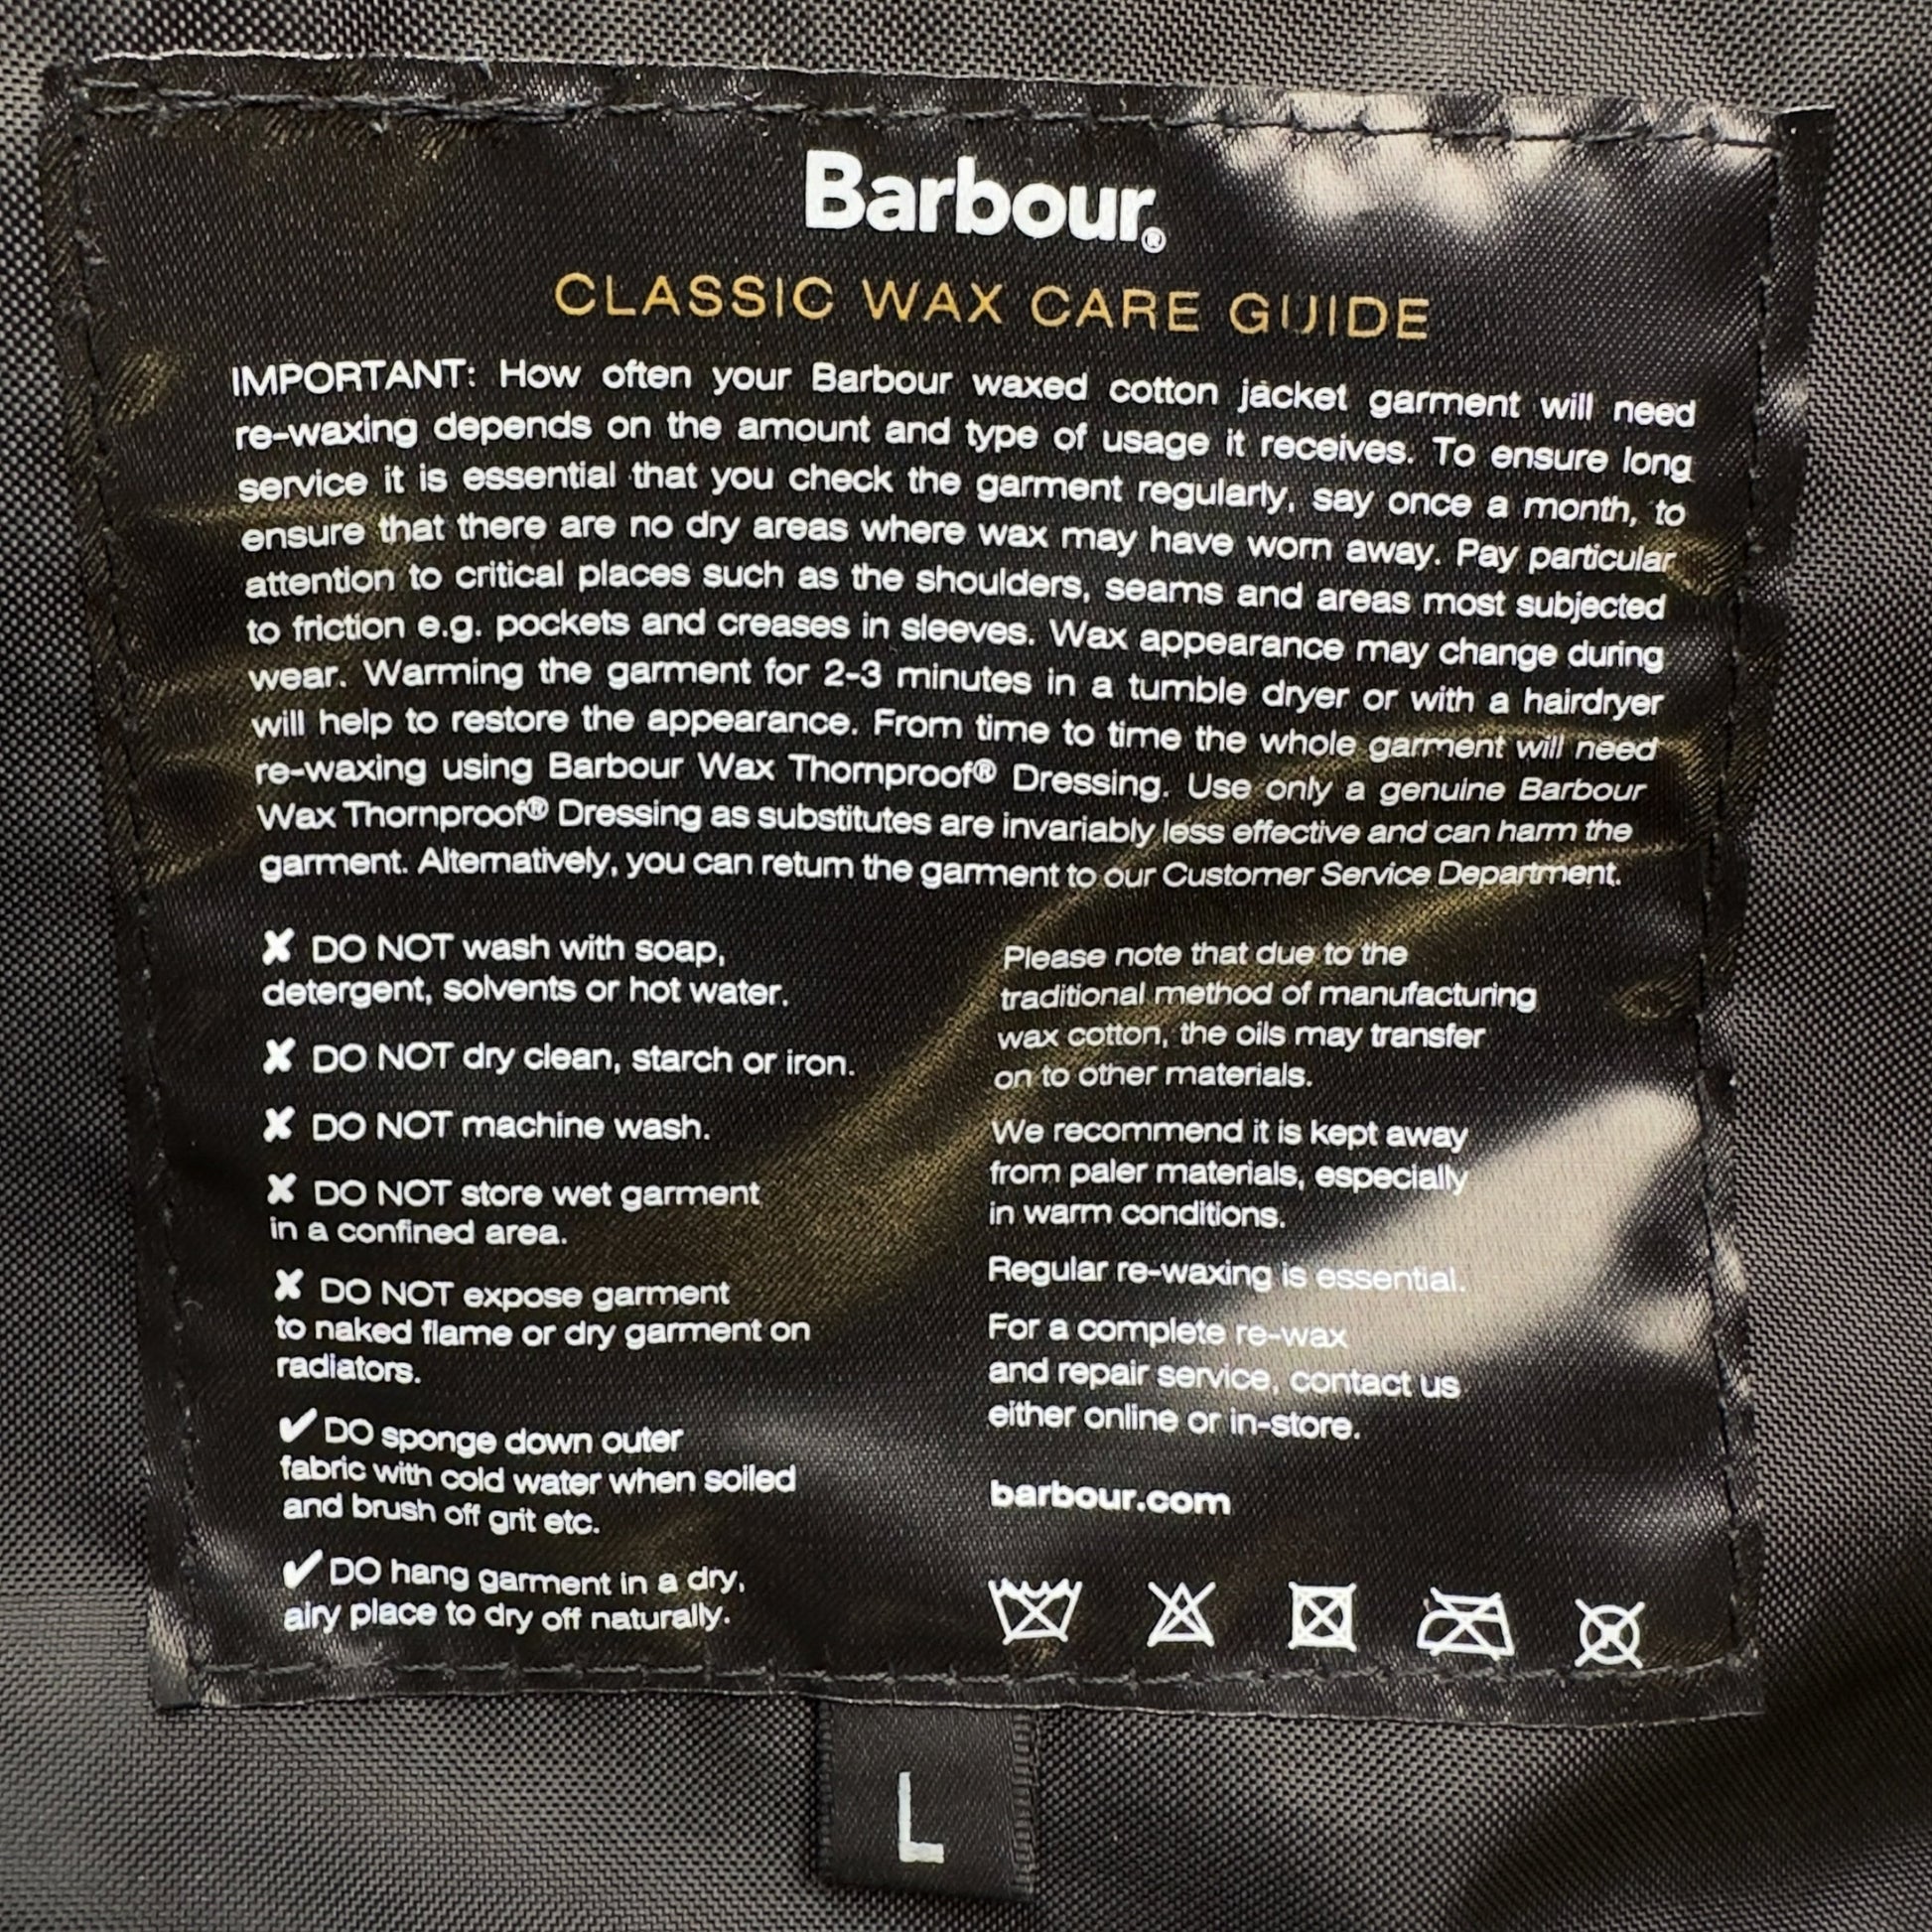 Barbour®
CLASSIC WAX CARE GUIDE
IMPORTANT: How often your Barbour waxed cotton jacket garment will need
re-waxing depends on the amount and type of usage it receives. To ensure long
service it is essential that you check the garment regularly, say once a month, to
ensure that there are no dry areas where wax may have worn away. Pay particular
attention to critical places such as the shoulders, seams and areas most subjected
to friction e.g. pockets and creases in sleeves. Wax appearance may change during
wear. Warming the garment for 2-3 minutes in a tumble dryer or with a hairdryer
will help to restore the appearance. From time to time the whole garment will need
re-waxing using Barbour Wax Thornproof® Dressing. Use only a genuine Barbour
Wax Thornproof® Dressing as substitutes are invariably less effective and can harm the
garment. Alternatively, you can return the garment to our Customer Service Department.
✘ DO NOT wash with soap,
detergent, solvents or hot water.
✘ DO NOT dry clean, starch or iron.
✘ DO NOT machine wash.
✘ DO NOT store wet garment
in a confined area.
✘ DO NOT expose garment
to naked flame or dry garment on
radiators.
✔ DO sponge down outer
fabric with cold water when soiled
and brush off grit etc.
✔ DO hang garment in a dry,
airy place to dry off naturally.
Please note that due to the
traditional method of manufacturing
wax cotton, the oils may transfer
on to other materials.
We recommend it is kept away
from paler materials, especially
in warm conditions.
Regular re-waxing is essential.
For a complete re-wax
and repair service, contact us
either online or in-store.
barbour.com
L